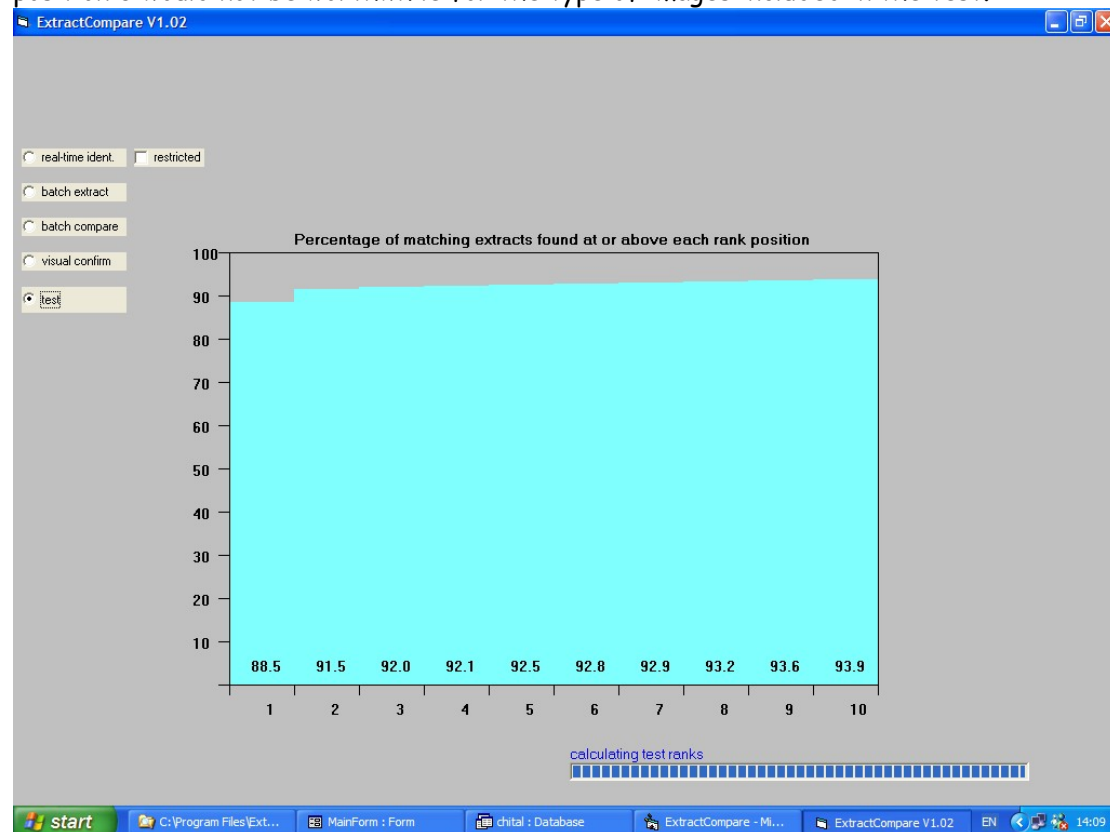 ExtractCompare V1.02
real-time ident. restricted
batch extract
batch compare
visual confirm
test
Percentage of matching extracts found at or above each rank position
100
90
80
70
60
50
40
30
20
10
88.5 91.5 92.0 92.1 92.5 92.8 92.9 93.2 93.6 93.9
1 2 3 4 5 6 7 8 9 10
calculating test ranks
start C:\Program Files\Ext... MainForm : Form chital : Database ExtractCompare - Mi... ExtractCompare V1.02 EN 14:09